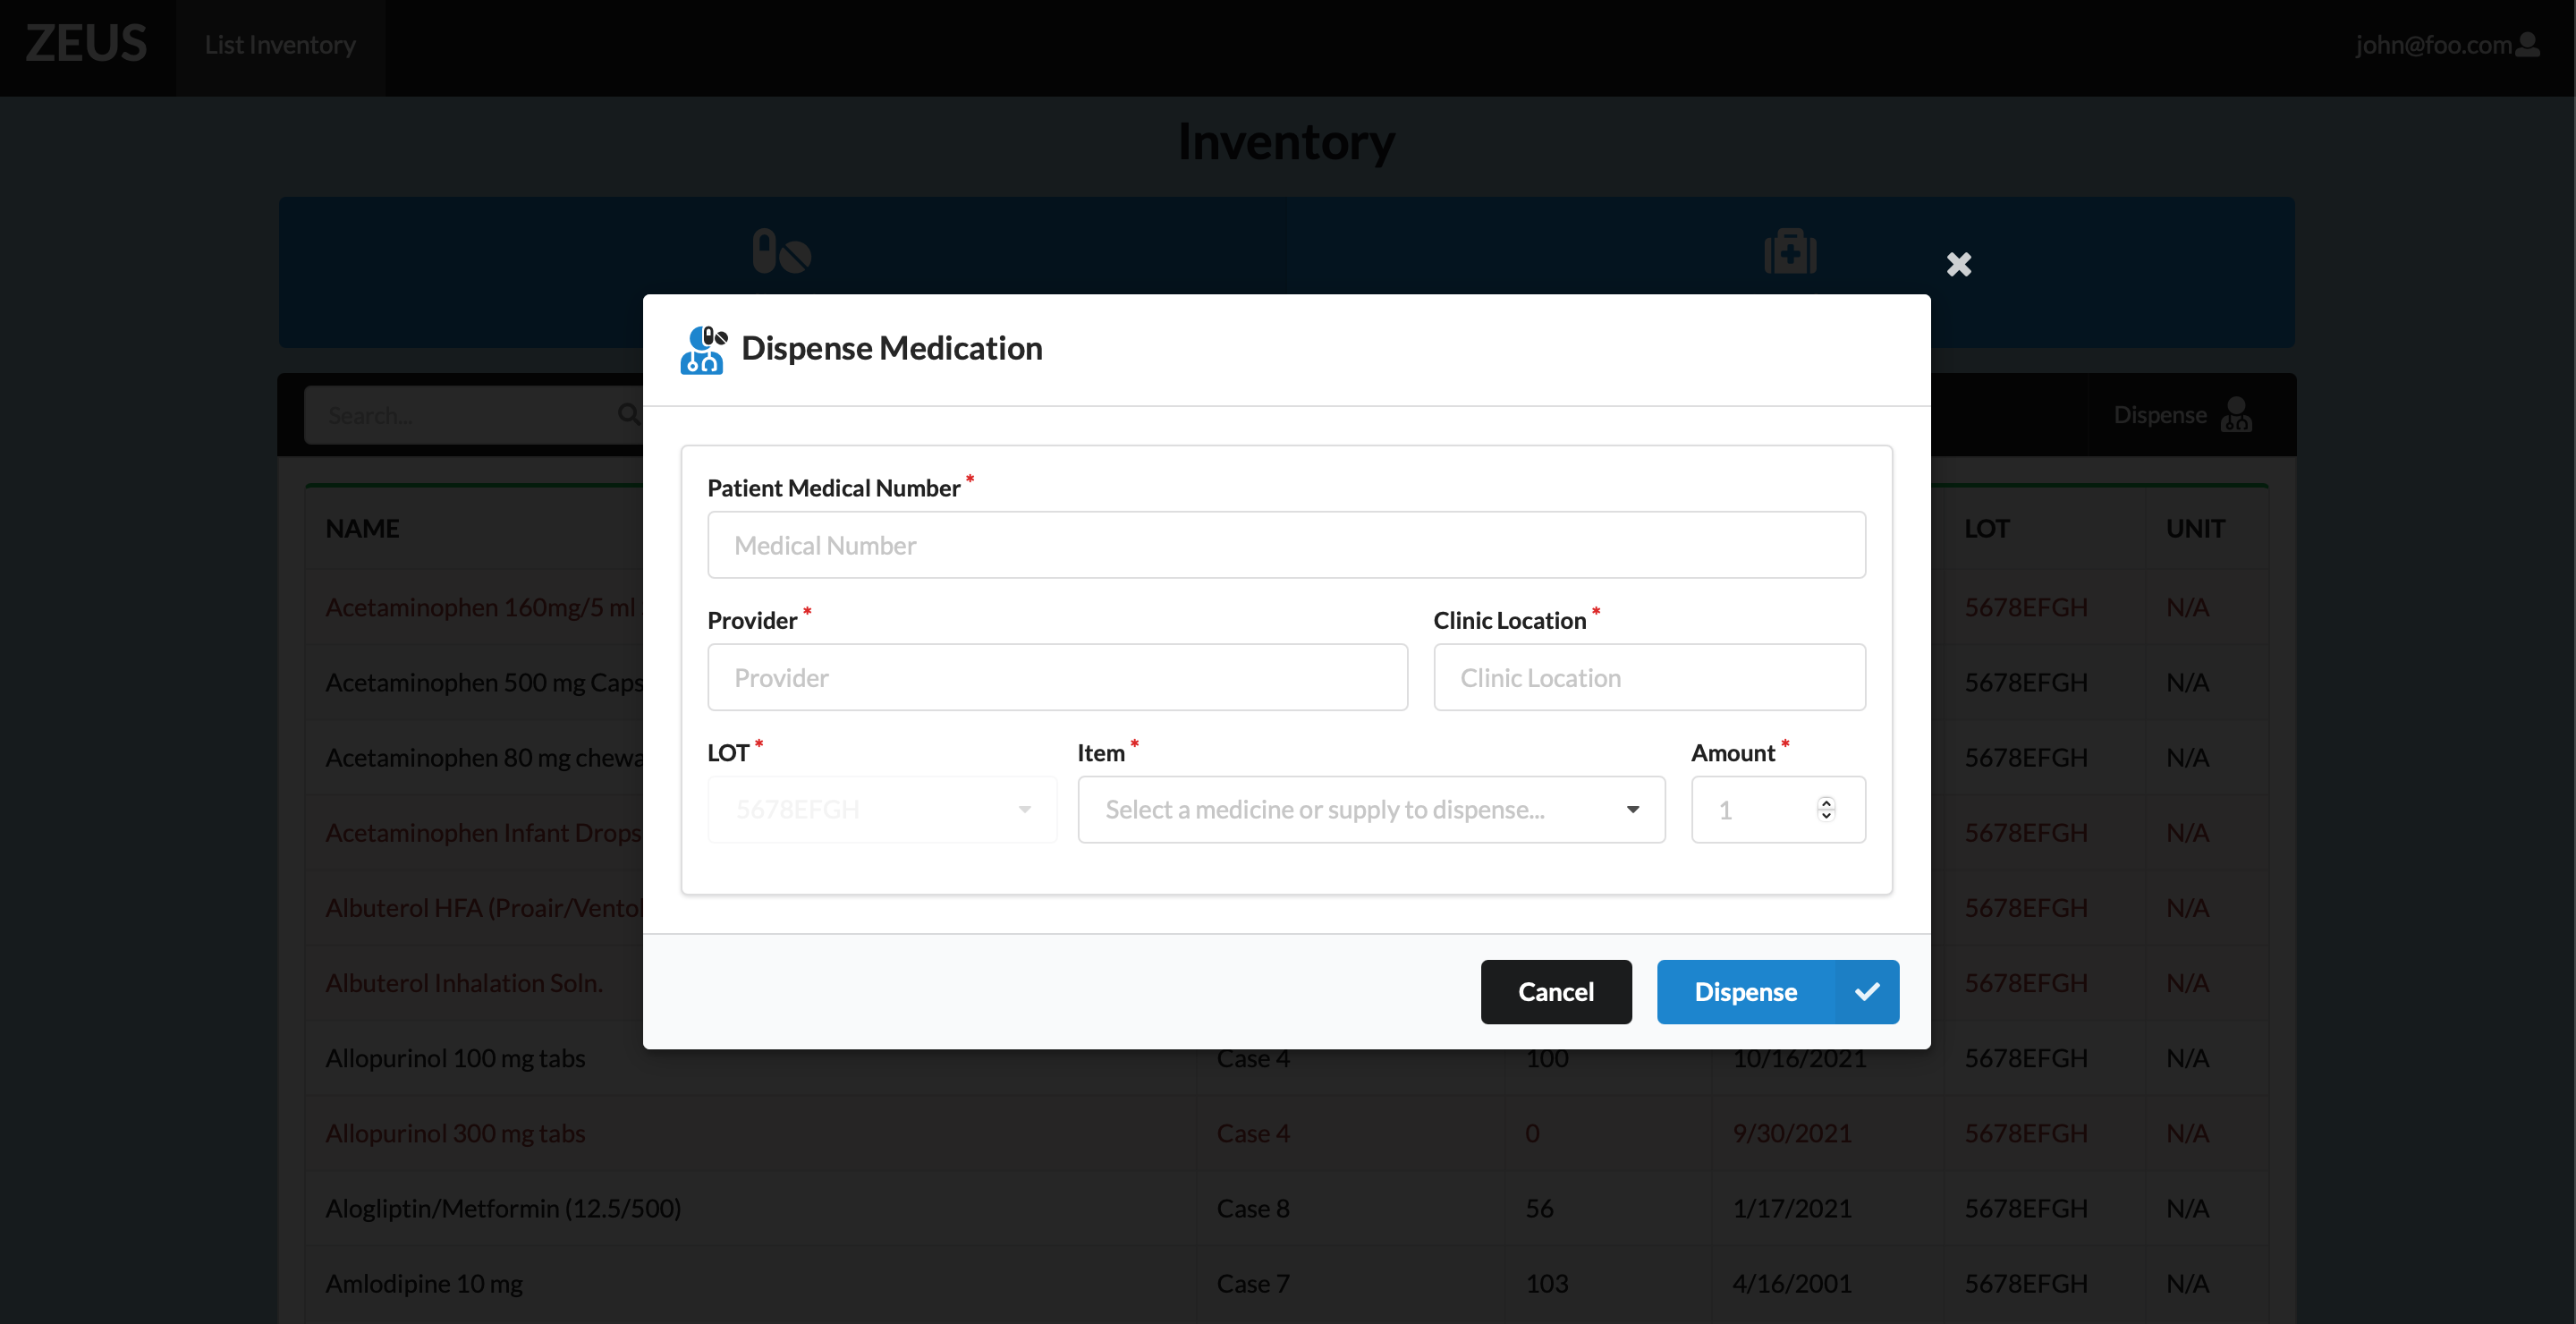 ZEUS List Inventory john@foo.com
Inventory
Dispense Medication
Search... Dispense
Patient Medical Number *
Medical Number
Provider * Clinic Location *
Provider Clinic Location
LOT * Item * Amount *
5678EFGH Select a medicine or supply to dispense... 1
Cancel Dispense
NAME LOT UNIT
Acetaminophen 160mg/5 ml 5678EFGH N/A
Acetaminophen 500 mg Caps 5678EFGH N/A
Acetaminophen 80 mg chewa 5678EFGH N/A
Acetaminophen Infant Drops 5678EFGH N/A
Albuterol HFA (Proair/Ventol 5678EFGH N/A
Albuterol Inhalation Soln. 5678EFGH N/A
Allopurinol 100 mg tabs Case 4 100 10/16/2021 5678EFGH N/A
Allopurinol 300 mg tabs Case 4 0 9/30/2021 5678EFGH N/A
Alogliptin/Metformin (12.5/500) Case 8 56 1/17/2021 5678EFGH N/A
Amlodipine 10 mg Case 7 103 4/16/2001 5678EFGH N/A